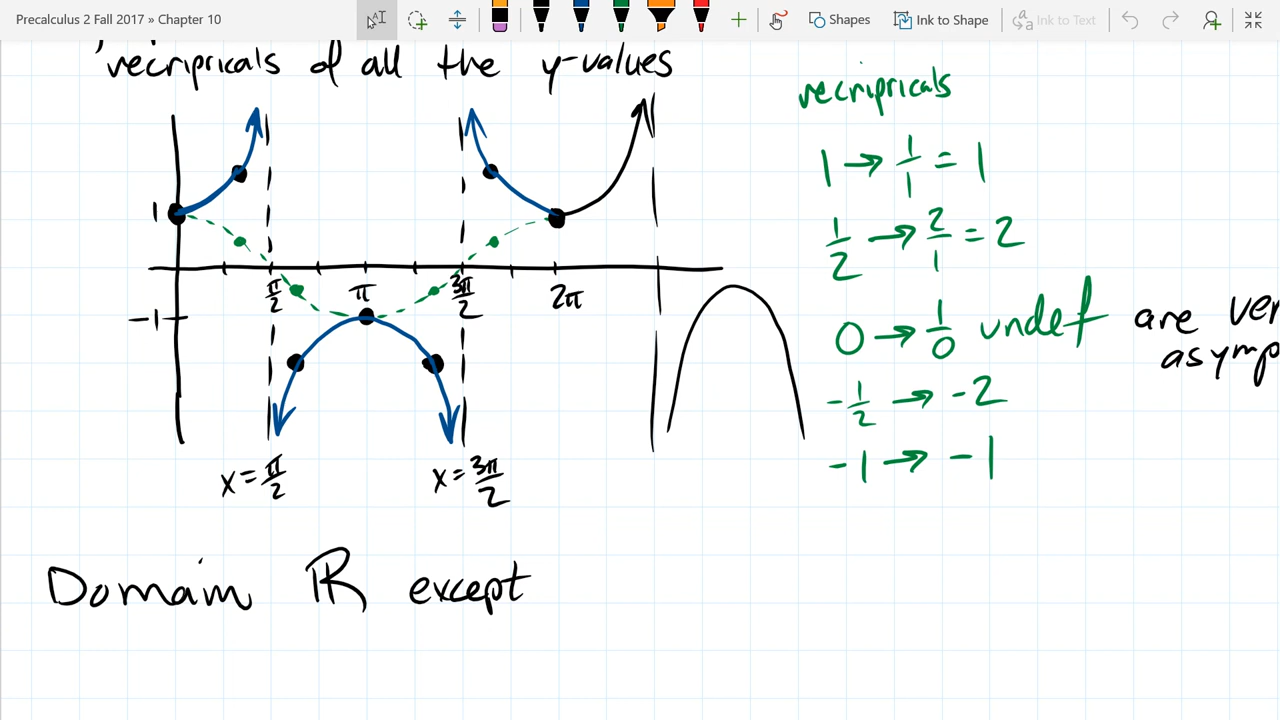 Precalculus 2 Fall 2017 » Chapter 10
Shapes
Ink to Shape
Ink to Text
recripricals of all the y-values
recripricals
1 → 1/1 = 1
1/2 → 2/1 = 2
0 → 1/0 undef are ver
asymp
-1/2 → -2
-1 → -1
1
-1
π/2
π
3π/2
2π
x = π/2
x = 3π/2
Domain ℝ except